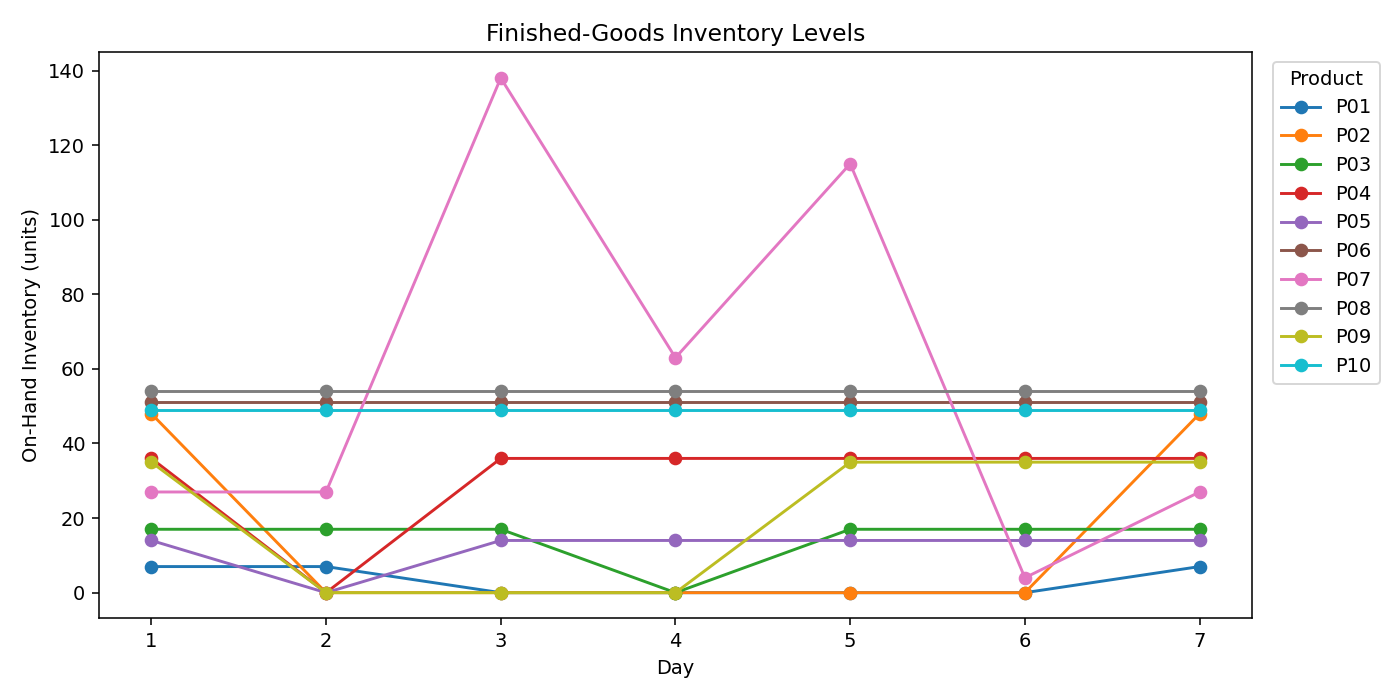 Finished-Goods Inventory Levels
On-Hand Inventory (units)
140
120
100
80
60
40
20
0
1 2 3 4 5 6 7
Day
Product
P01
P02
P03
P04
P05
P06
P07
P08
P09
P10